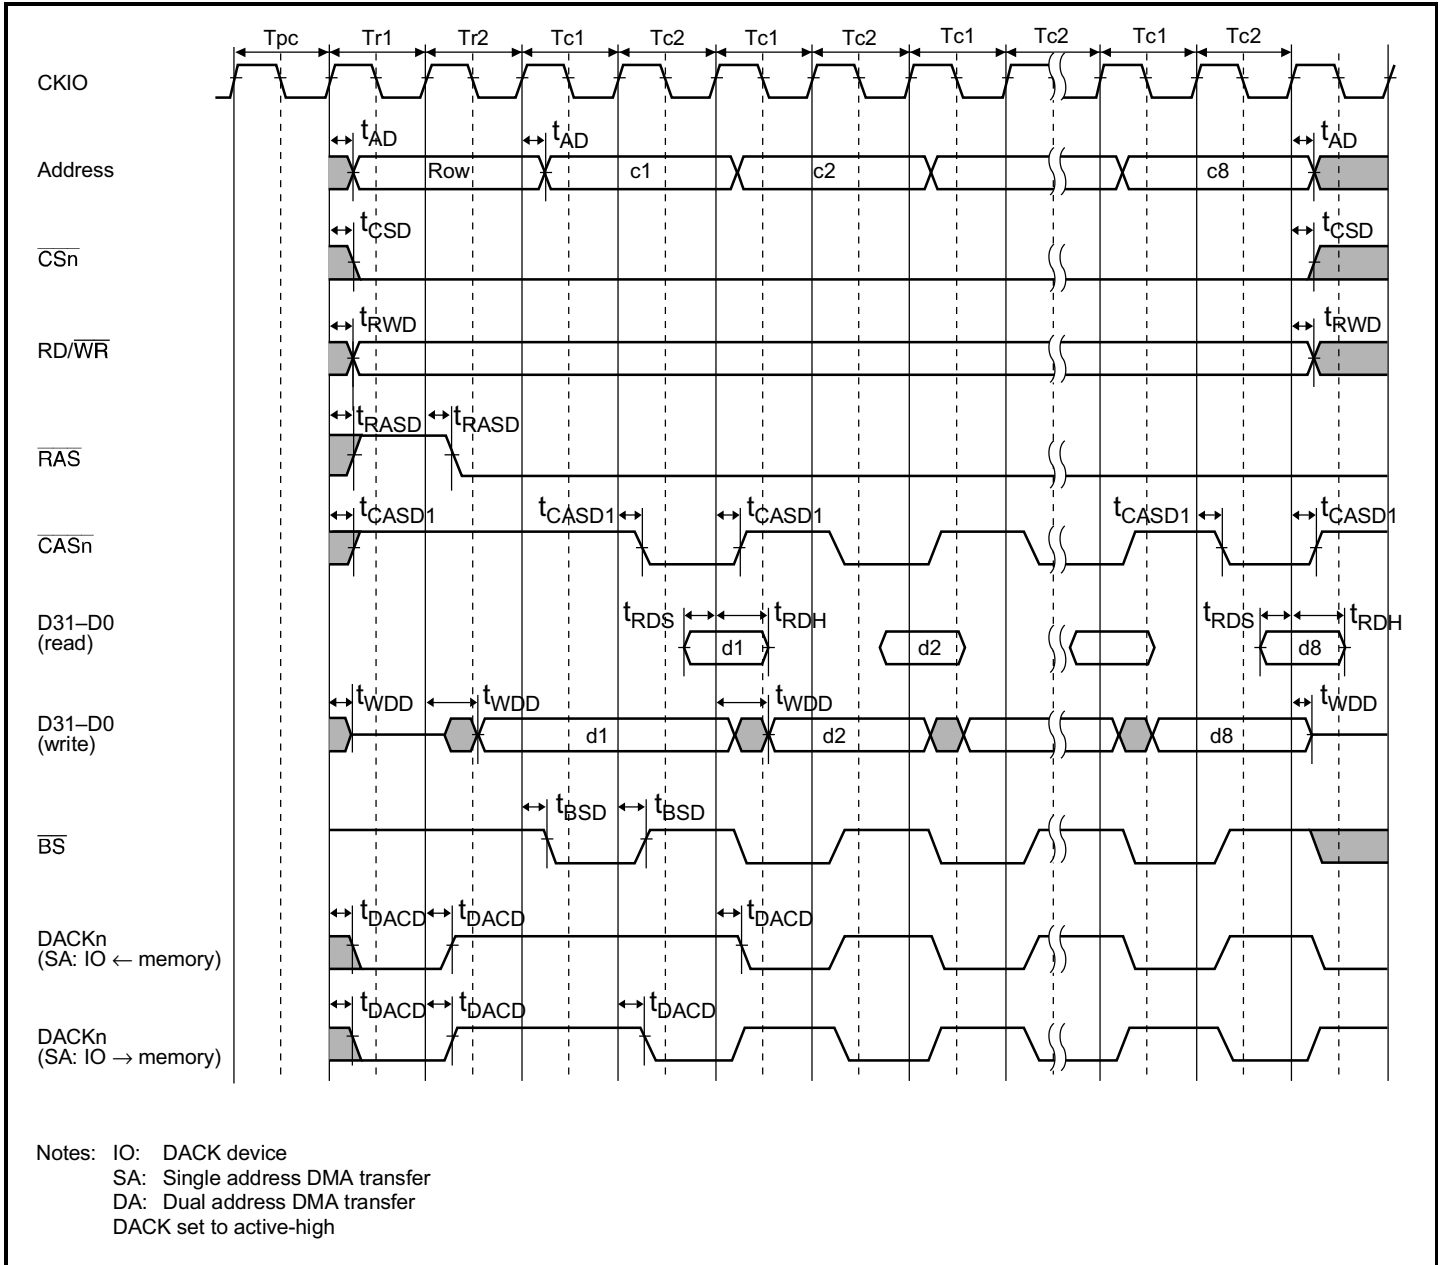 Tpc Tr1 Tr2 Tc1 Tc2 Tc1 Tc2 Tc1 Tc2 Tc1 Tc2
CKIO
tAD tAD tAD
Address Row c1 c2 c8
tCSD tCSD
CSn
tRWD tRWD
RD/WR
tRASD tRASD
RAS
tCASD1 tCASD1 tCASD1 tCASD1 tCASD1
CASn
tRDS tRDH tRDS tRDH
D31–D0
(read) d1 d2 d8
tWDD tWDD tWDD tWDD
D31–D0
(write) d1 d2 d8
tBSD tBSD
BS
tDACD tDACD tDACD
DACKn
(SA: IO ← memory)
tDACD tDACD tDACD
DACKn
(SA: IO → memory)
Notes: IO: DACK device
SA: Single address DMA transfer
DA: Dual address DMA transfer
DACK set to active-high